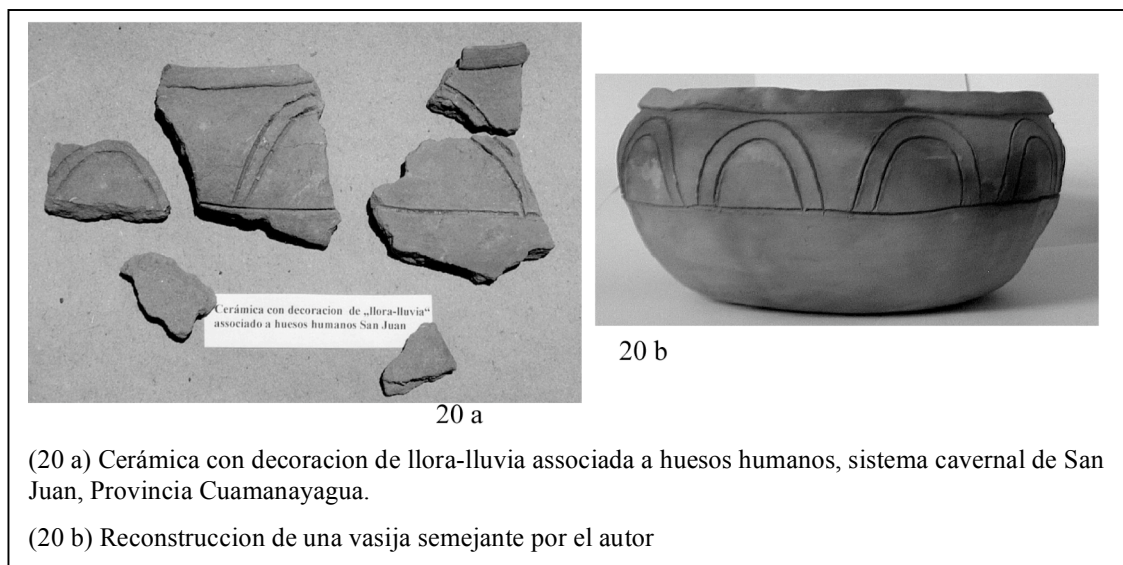 Cerámica con decoracion de „llora-lluvia“
associado a huesos humanos San Juan
20 a
20 b
(20 a) Cerámica con decoracion de llora-lluvia associada a huesos humanos, sistema cavernal de San
Juan, Provincia Cuamanayagua.
(20 b) Reconstruccion de una vasija semejante por el autor